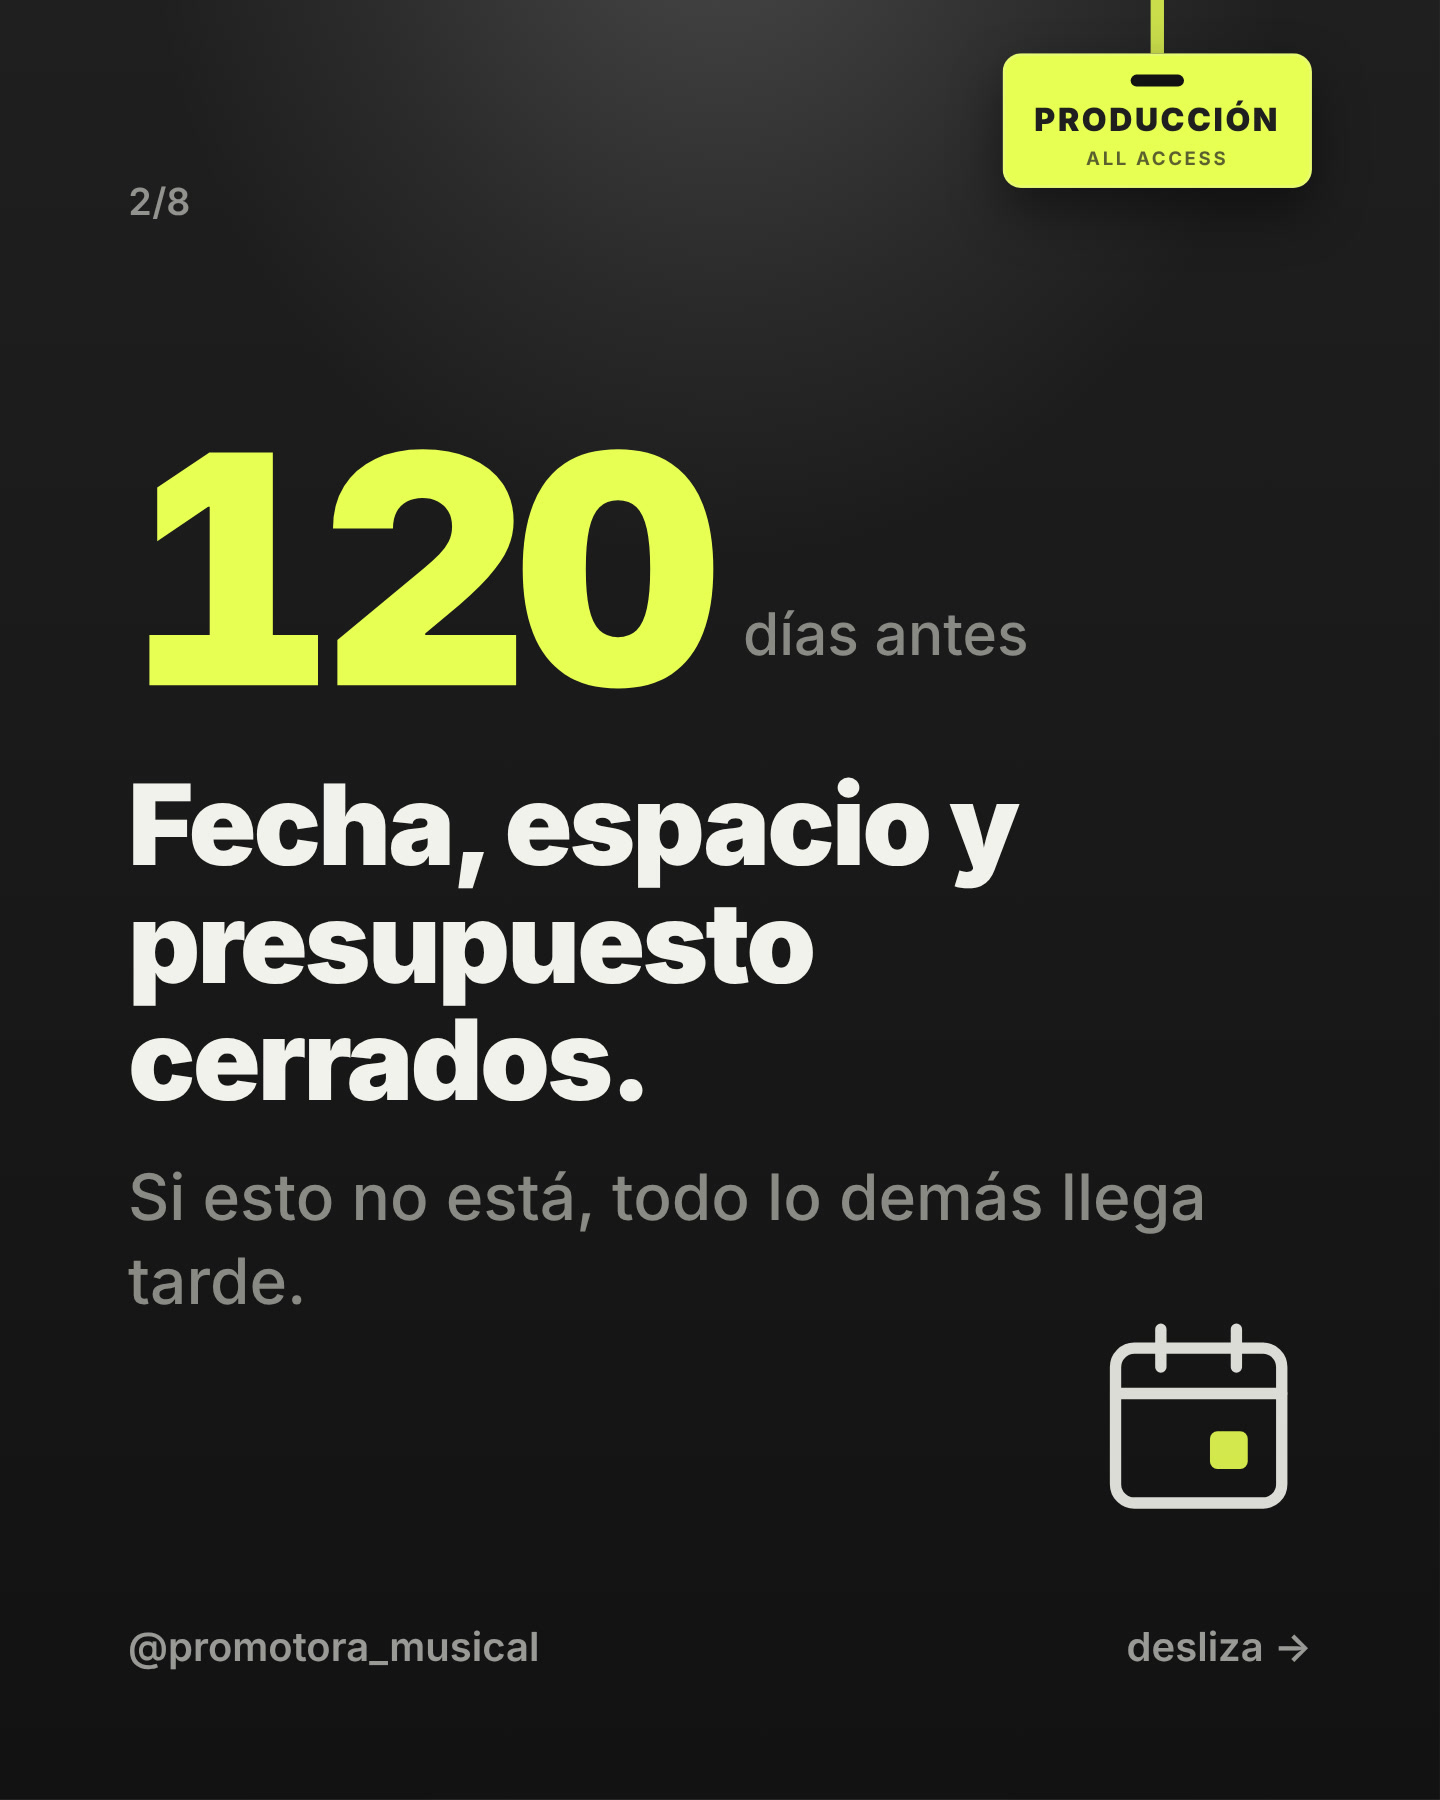 PRODUCCIÓN
ALL ACCESS
2/8
120 días antes
Fecha, espacio y
presupuesto
cerrados.
Si esto no está, todo lo demás llega
tarde.
@promotora_musical
desliza →